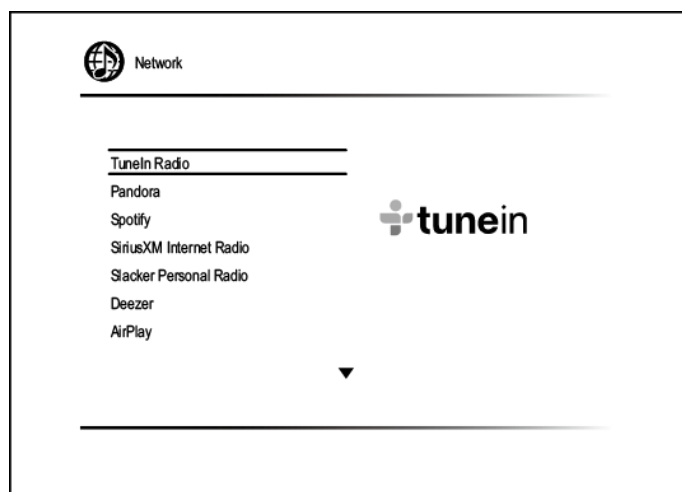 Network
TuneIn Radio
Pandora
Spotify
tunein
SiriusXM Internet Radio
Slacker Personal Radio
Deezer
AirPlay